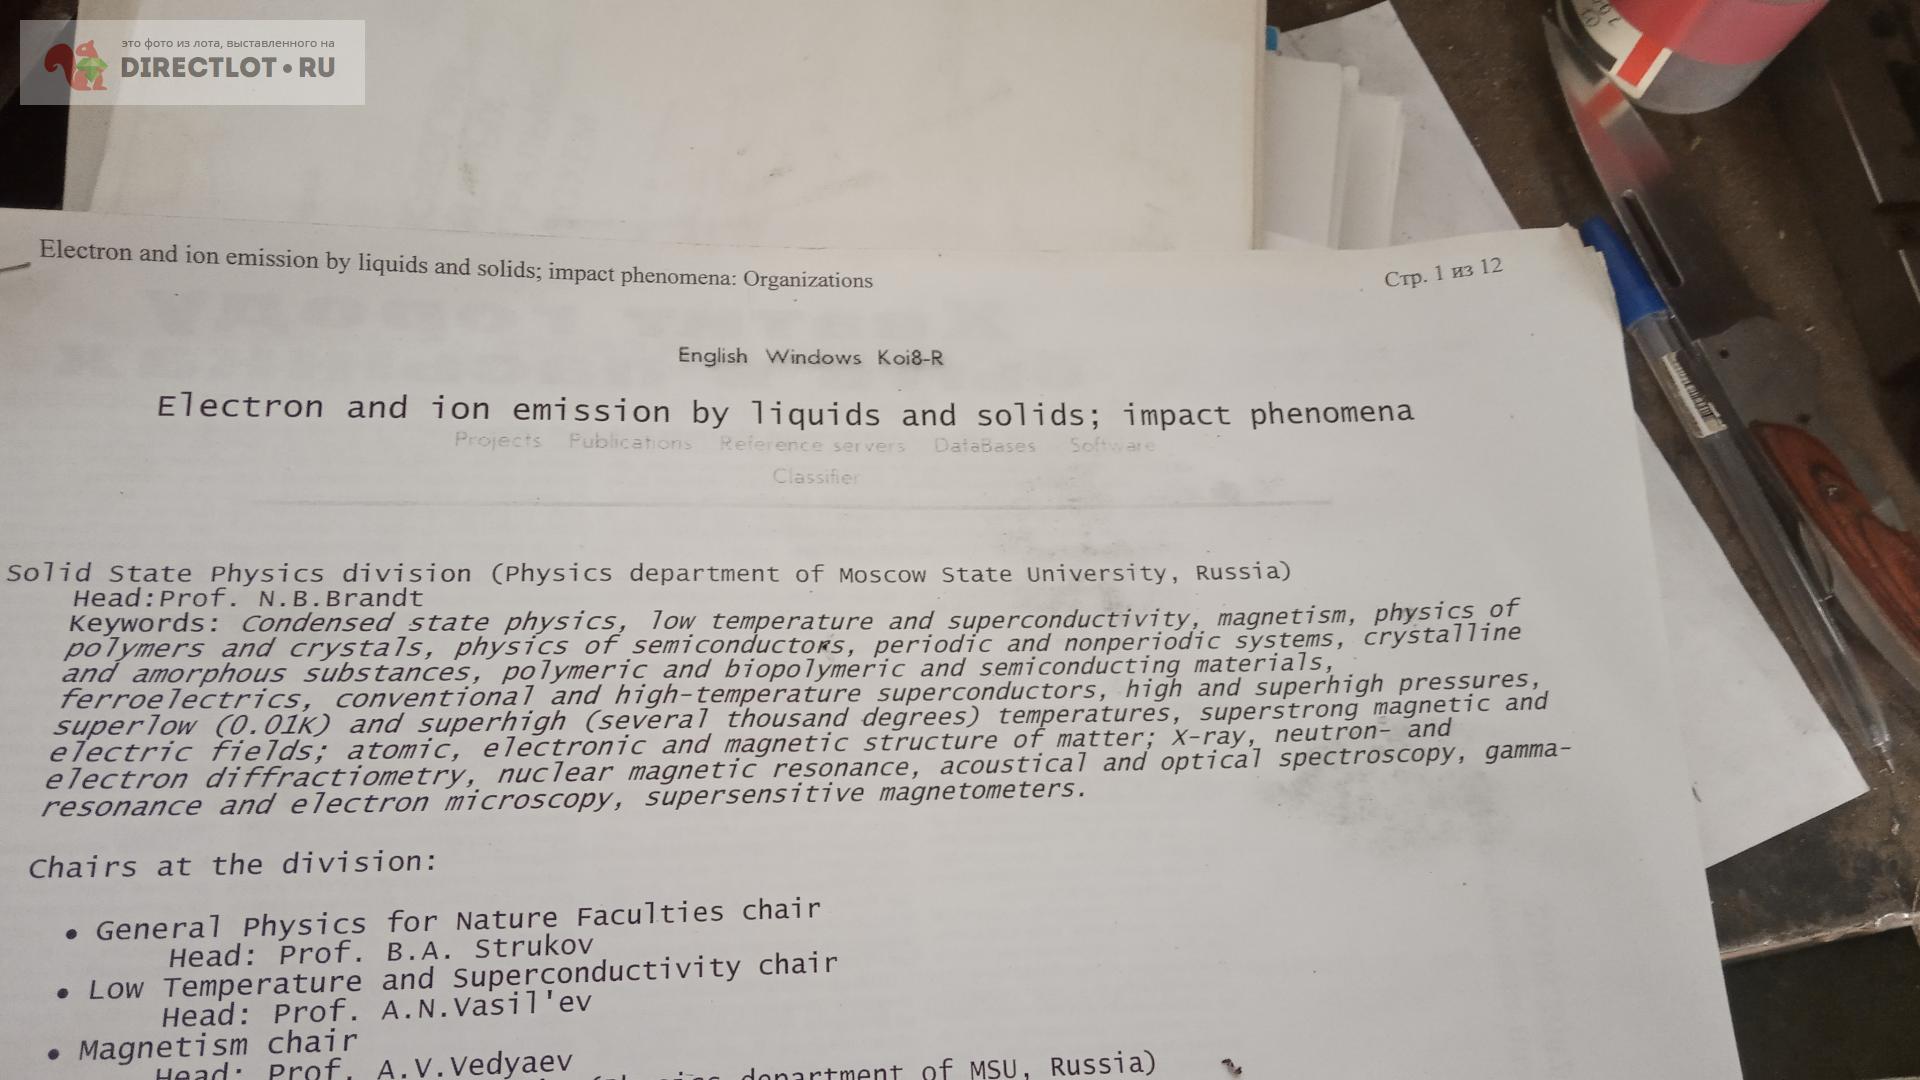 это фото из лота, выставленного на
DIRECTLOT•RU
Electron and ion emission by liquids and solids; impact phenomena: Organizations
Стр. 1 из 12
English Windows Koi8-R
Electron and ion emission by liquids and solids; impact phenomena
Projects Publications Reference servers DataBases Software
Classifier
Solid State Physics division (Physics department of Moscow State University, Russia)
Head:Prof. N.B.Brandt
Keywords: Condensed state physics, low temperature and superconductivity, magnetism, physics of
polymers and crystals, physics of semiconductors, periodic and nonperiodic systems, crystalline
and amorphous substances, polymeric and biopolymeric and semiconducting materials,
ferroelectrics, conventional and high-temperature superconductors, high and superhigh pressures,
superlow (0.01K) and superhigh (several thousand degrees) temperatures, superstrong magnetic and
electric fields; atomic, electronic and magnetic structure of matter; X-ray, neutron- and
electron diffractiometry, nuclear magnetic resonance, acoustical and optical spectroscopy, gamma-
resonance and electron microscopy, supersensitive magnetometers.
Chairs at the division:
• General Physics for Nature Faculties chair
Head: Prof. B.A. Strukov
• Low Temperature and Superconductivity chair
Head: Prof. A.N.Vasil'ev
• Magnetism chair
Head: Prof. A.V.Vedyaev
department of MSU, Russia)